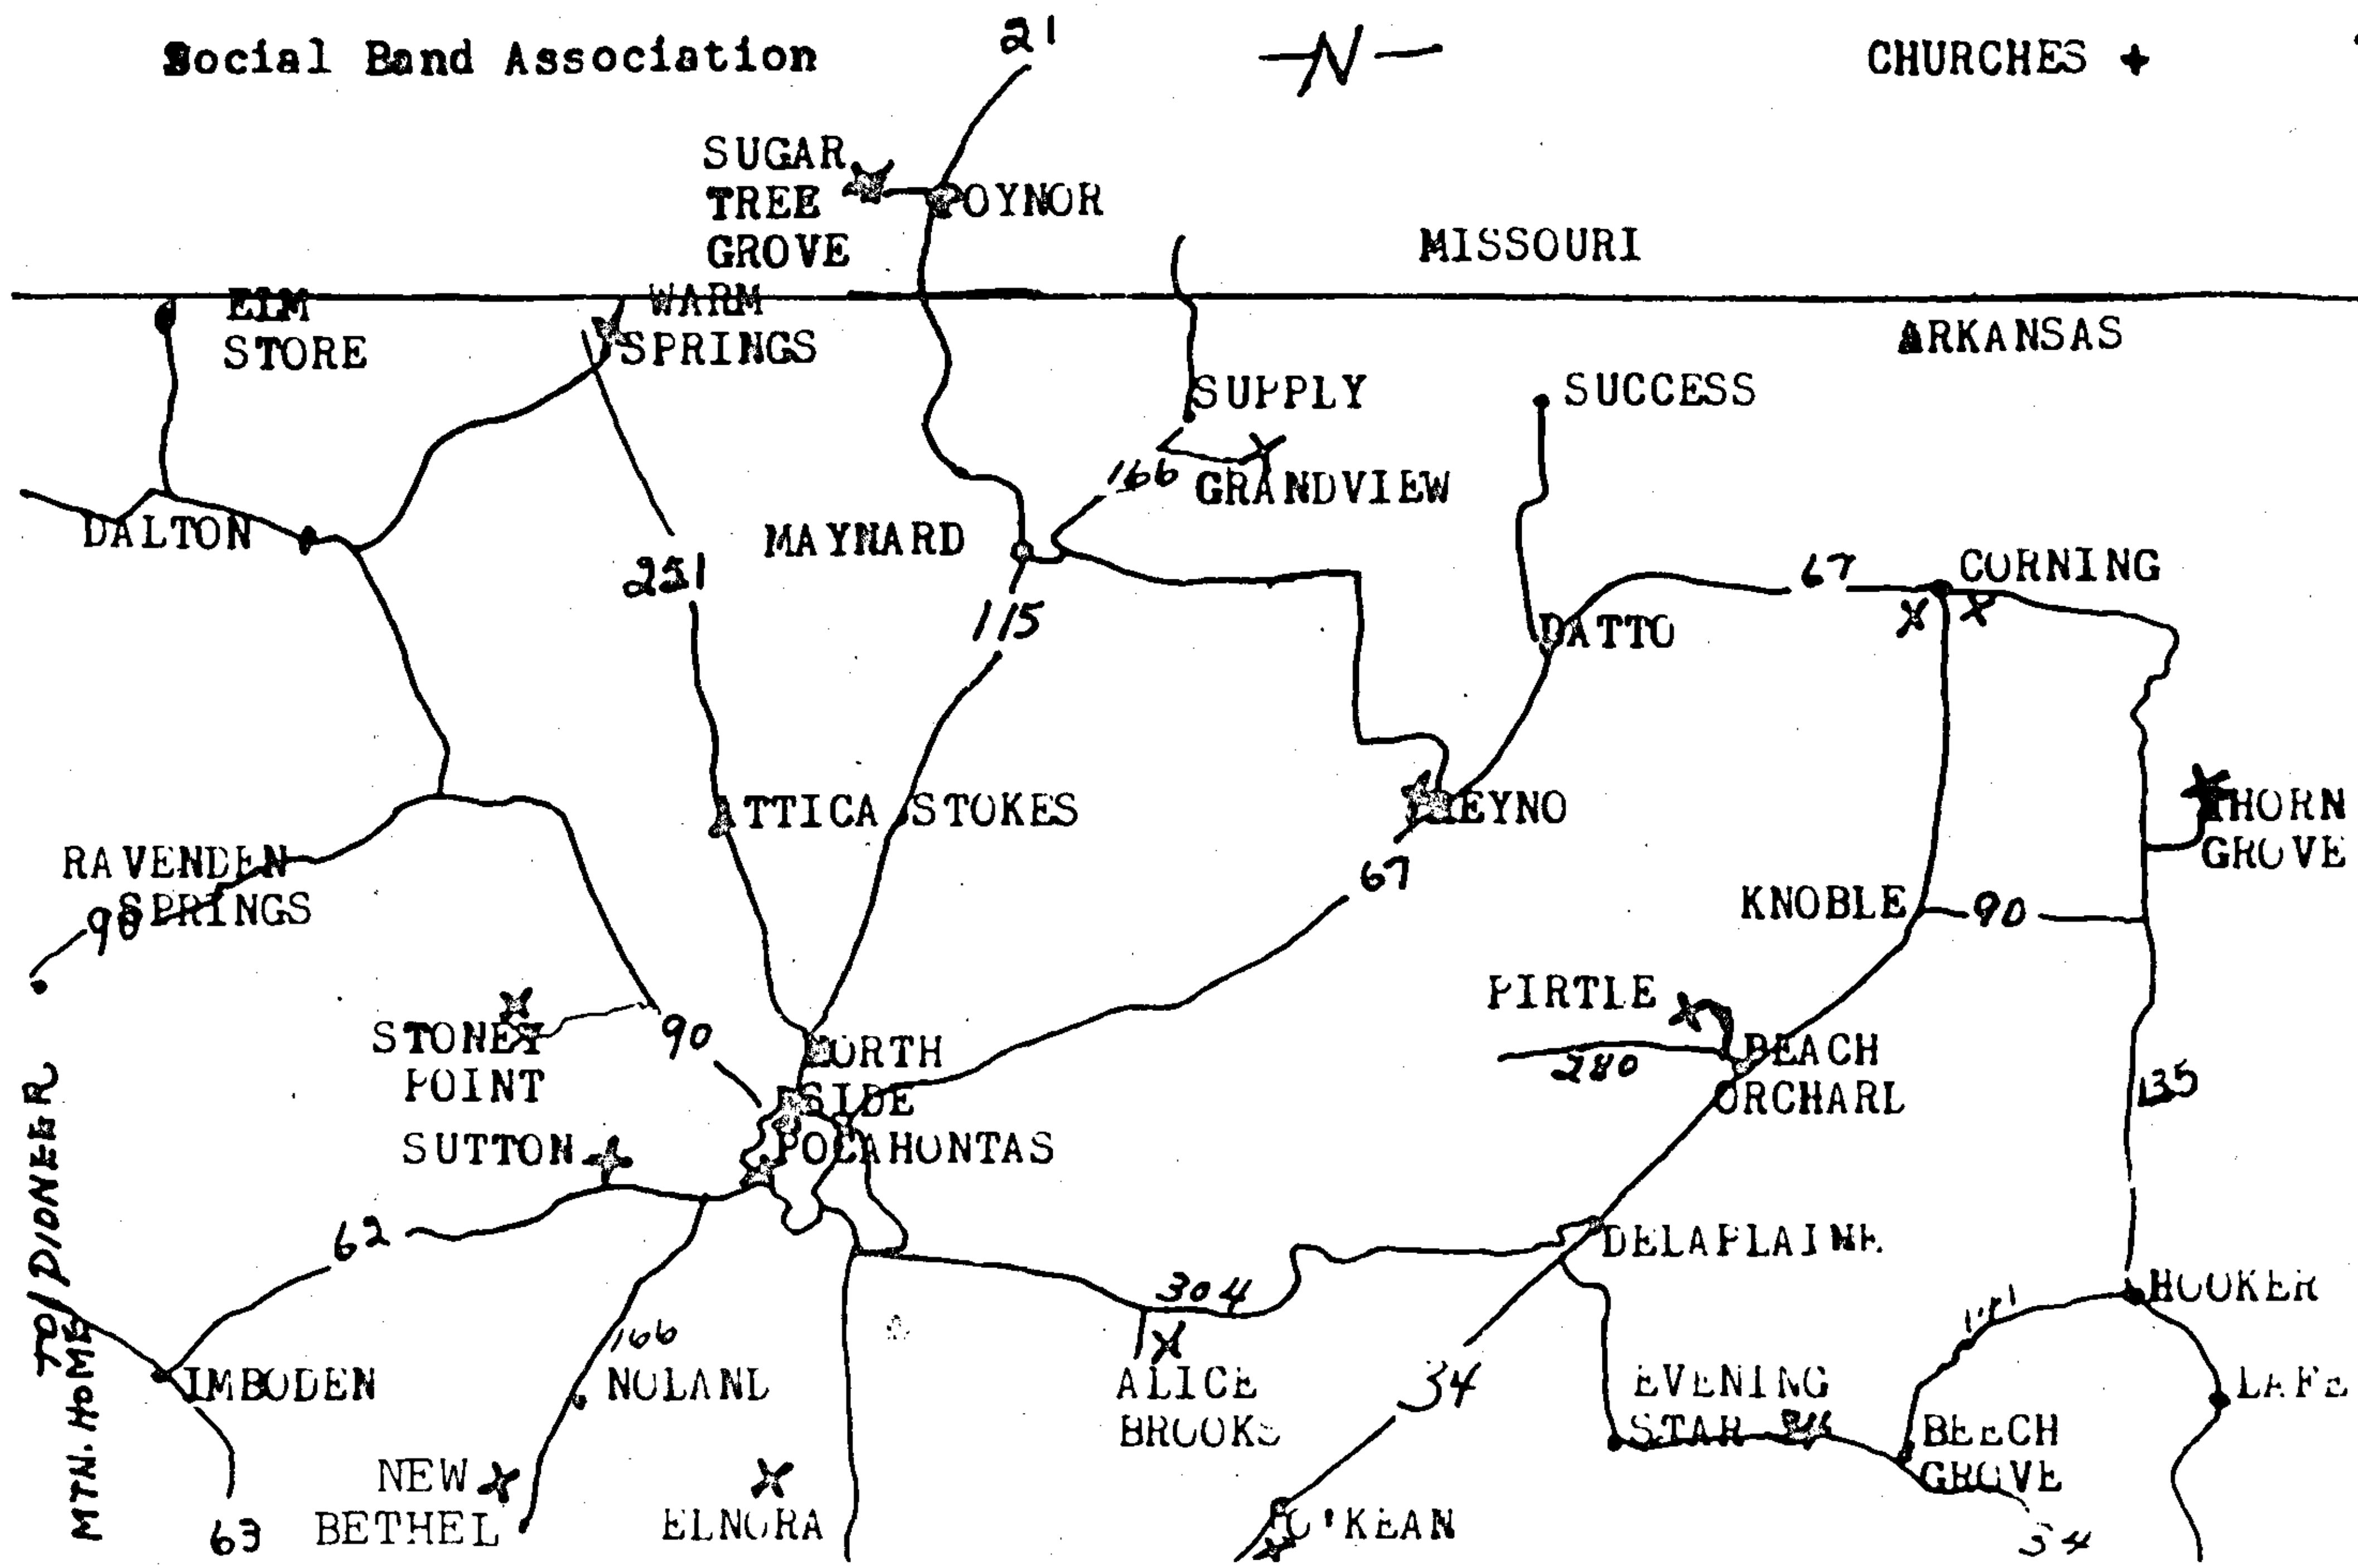 Social Band Association
21
N
CHURCHES +
SUGAR
TREE
GROVE
POYNOR
MISSOURI
ELM
STORE
WARM
SPRINGS
ARKANSAS
SUPPLY
SUCCESS
166
GRANDVIEW
DALTON
MAYNARD
251
115
67
CORNING
DATTO
ATTICA
STOKES
REYNO
THORN
GROVE
RAVENDEN
SPRINGS
90
67
KNOBLE
90
PIRTLE
STONEY
POINT
90
NORTH
SIDE
280
PEACH
ORCHARD
135
SUTTON
POCAHONTAS
62
DELAPLAINE
304
HOOKER
TO / PIONEER
MTN. HOME
166
IMBODEN
NOLAND
ALICE
BROOKS
34
EVENING
STAR
LAFE
BEECH
GROVE
NEW
BETHEL
ELNORA
O'KEAN
63
34